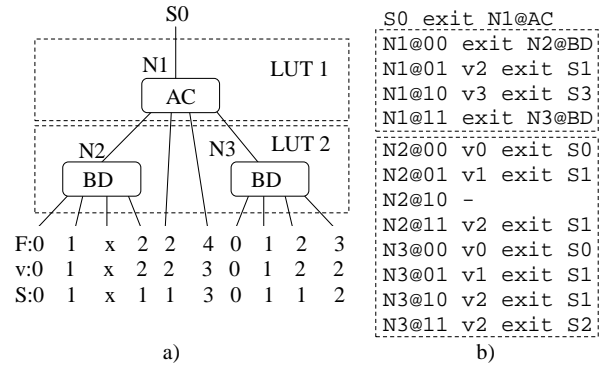 S0
N1
LUT 1
AC
N2
N3
LUT 2
BD
BD
F:0 1 x 2 2 4 0 1 2 3
v:0 1 x 2 2 3 0 1 2 2
S:0 1 x 1 1 3 0 1 1 2
a)
S0 exit N1@AC
N1@00 exit N2@BD
N1@01 v2 exit S1
N1@10 v3 exit S3
N1@11 exit N3@BD
N2@00 v0 exit S0
N2@01 v1 exit S1
N2@10 -
N2@11 v2 exit S1
N3@00 v0 exit S0
N3@01 v1 exit S1
N3@10 v2 exit S1
N3@11 v2 exit S2
b)